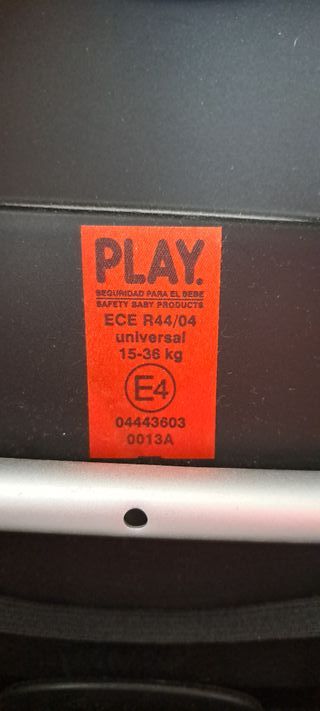 PLAY.
SEGURIDAD PARA EL BEBE
SAFETY BABY PRODUCTS
ECE R44/04
universal
15-36 kg
E4
04443603
0013A